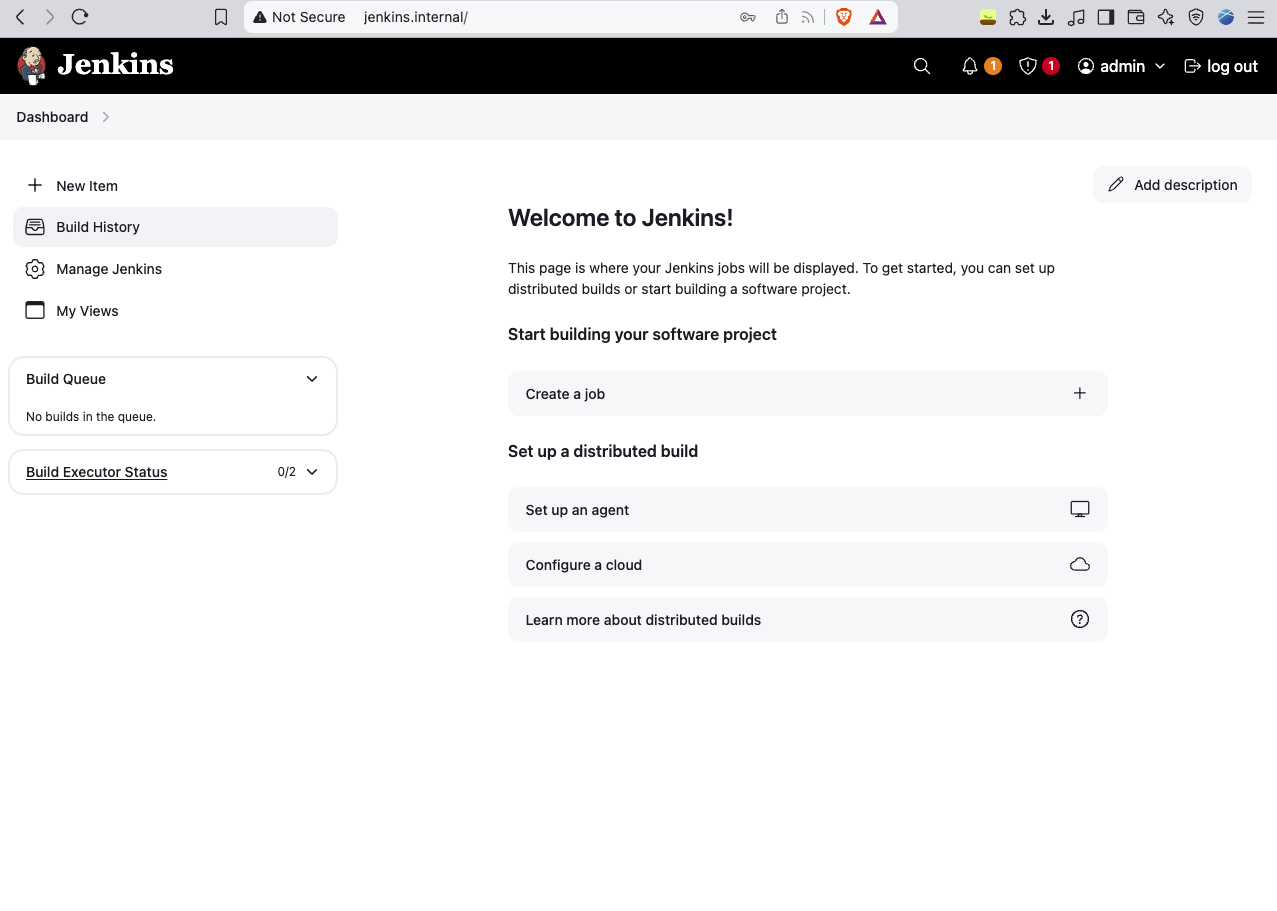 Not Secure jenkins.internal/
Jenkins
1 1 admin log out
Dashboard
New Item
Build History
Manage Jenkins
My Views
Build Queue
No builds in the queue.
Build Executor Status 0/2
Add description
Welcome to Jenkins!
This page is where your Jenkins jobs will be displayed. To get started, you can set up
distributed builds or start building a software project.
Start building your software project
Create a job
Set up a distributed build
Set up an agent
Configure a cloud
Learn more about distributed builds